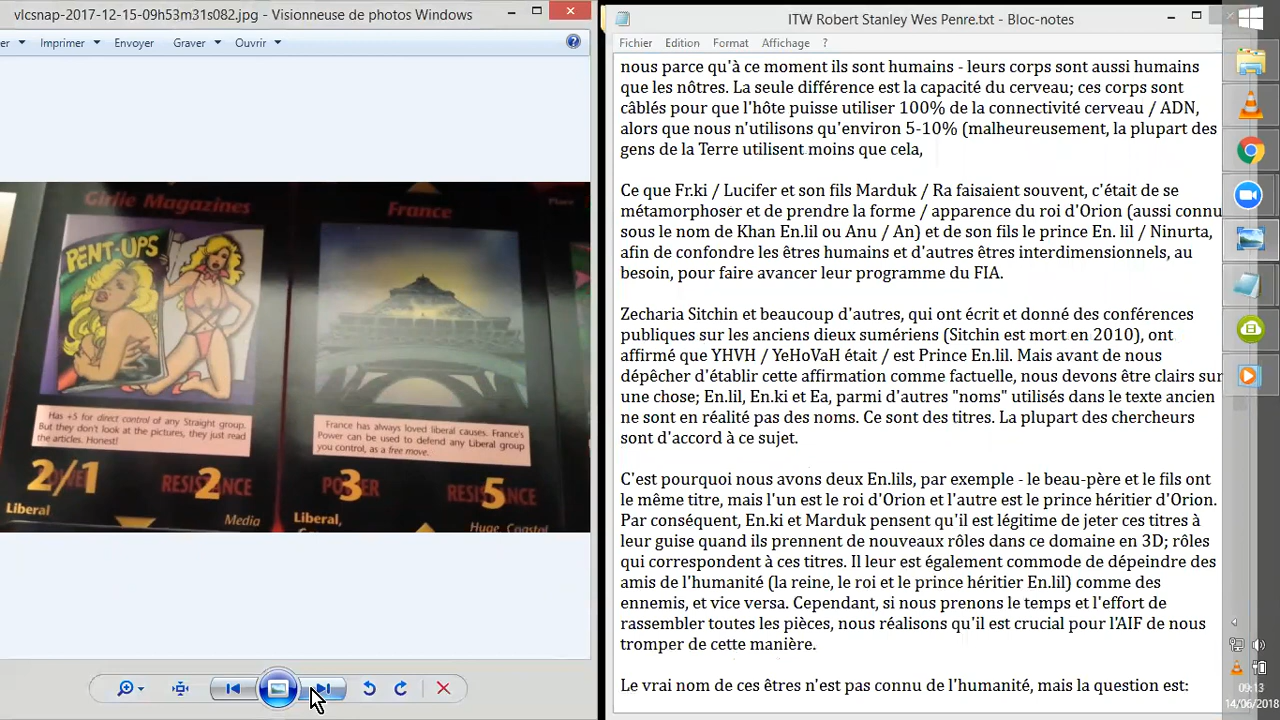 vlcsnap-2017-12-15-09h53m31s082.jpg - Visionneuse de photos Windows
Imprimer
Envoyer
Graver
Ouvrir
Girlie Magazines
PENT-UPS
Has +5 for direct control of any Straight group.
But they don't look at the pictures, they just read
the articles. Honest!
2/1
RESISTANCE
2
Liberal
Media
France
France has always loved liberal causes. France's
Power can be used to defend any Liberal group
you control, as a free move.
POWER
3
RESISTANCE
5
Liberal,
Huge, Coastal
ITW Robert Stanley Wes Penre.txt - Bloc-notes
Fichier Edition Format Affichage ?
nous parce qu'à ce moment ils sont humains - leurs corps sont aussi humains
que les nôtres. La seule différence est la capacité du cerveau; ces corps sont
câblés pour que l'hôte puisse utiliser 100% de la connectivité cerveau / ADN,
alors que nous n'utilisons qu'environ 5-10% (malheureusement, la plupart des
gens de la Terre utilisent moins que cela,
Ce que Fr.ki / Lucifer et son fils Marduk / Ra faisaient souvent, c'était de se
métamorphoser et de prendre la forme / apparence du roi d'Orion (aussi connu
sous le nom de Khan En.lil ou Anu / An) et de son fils le prince En. lil / Ninurta,
afin de confondre les êtres humains et d'autres êtres interdimensionnels, au
besoin, pour faire avancer leur programme du FIA.
Zecharia Sitchin et beaucoup d'autres, qui ont écrit et donné des conférences
publiques sur les anciens dieux sumériens (Sitchin est mort en 2010), ont
affirmé que YHVH / YeHoVaH était / est Prince En.lil. Mais avant de nous
dépêcher d'établir cette affirmation comme factuelle, nous devons être clairs sur
une chose; En.lil, En.ki et Ea, parmi d'autres "noms" utilisés dans le texte ancien
ne sont en réalité pas des noms. Ce sont des titres. La plupart des chercheurs
sont d'accord à ce sujet.
C'est pourquoi nous avons deux En.lils, par exemple - le beau-père et le fils ont
le même titre, mais l'un est le roi d'Orion et l'autre est le prince héritier d'Orion.
Par conséquent, En.ki et Marduk pensent qu'il est légitime de jeter ces titres à
leur guise quand ils prennent de nouveaux rôles dans ce domaine en 3D; rôles
qui correspondent à ces titres. Il leur est également commode de dépeindre des
amis de l'humanité (la reine, le roi et le prince héritier En.lil) comme des
ennemis, et vice versa. Cependant, si nous prenons le temps et l'effort de
rassembler toutes les pièces, nous réalisons qu'il est crucial pour l'AIF de nous
tromper de cette manière.
Le vrai nom de ces êtres n'est pas connu de l'humanité, mais la question est:
09:13
14/06/2018